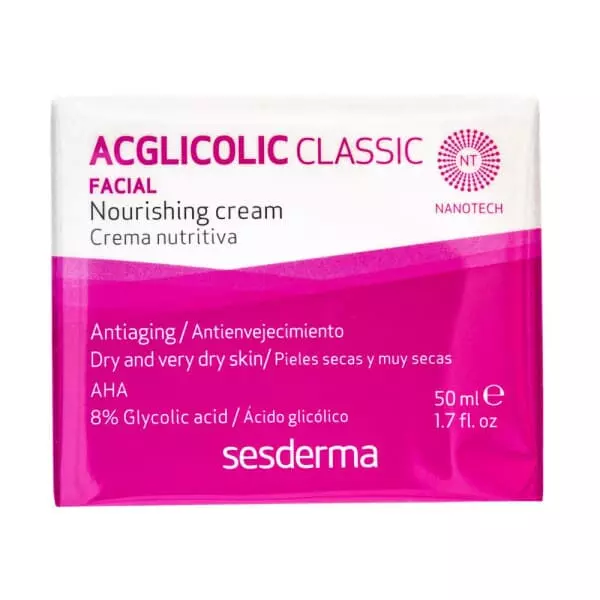 ACGLICOLIC CLASSIC
FACIAL
Nourishing cream
Crema nutritiva
NT
NANOTECH
Antiaging / Antienvejecimiento
Dry and very dry skin/ Pieles secas y muy secas
AHA
8% Glycolic acid / Ácido glicólico
50 ml ℮
1.7 fl. oz
sesderma